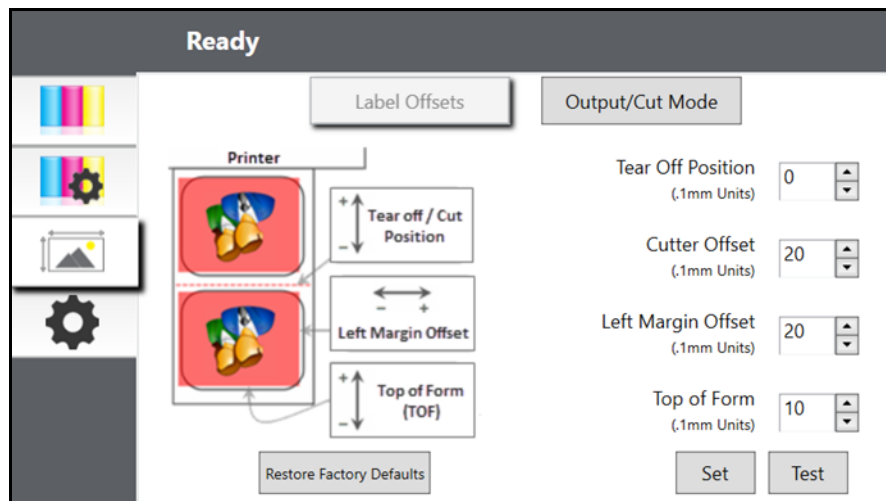 Ready
Label Offsets
Output/Cut Mode
Printer
+
Tear off / Cut
Position
−
− +
Left Margin Offset
+
Top of Form
(TOF)
−
Tear Off Position
(.1mm Units)
0
Cutter Offset
(.1mm Units)
20
Left Margin Offset
(.1mm Units)
20
Top of Form
(.1mm Units)
10
Restore Factory Defaults
Set
Test